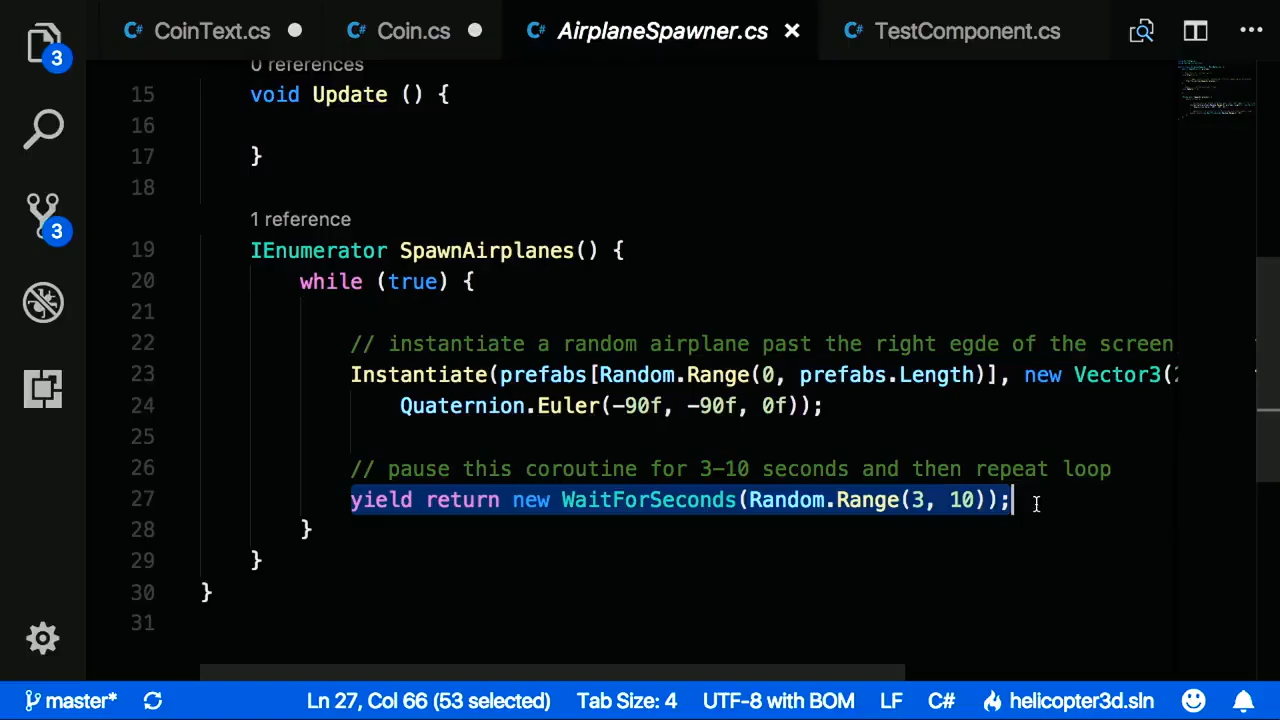 CoinText.cs
Coin.cs
AirplaneSpawner.cs
TestComponent.cs
3
3
0 references
15 void Update () {
16
17 }
18
1 reference
19 IEnumerator SpawnAirplanes() {
20 while (true) {
21
22 // instantiate a random airplane past the right egde of the screen
23 Instantiate(prefabs[Random.Range(0, prefabs.Length)], new Vector3(
24 Quaternion.Euler(-90f, -90f, 0f));
25
26 // pause this coroutine for 3-10 seconds and then repeat loop
27 yield return new WaitForSeconds(Random.Range(3, 10));
28 }
29 }
30 }
31
master* Ln 27, Col 66 (53 selected) Tab Size: 4 UTF-8 with BOM LF C# helicopter3d.sln